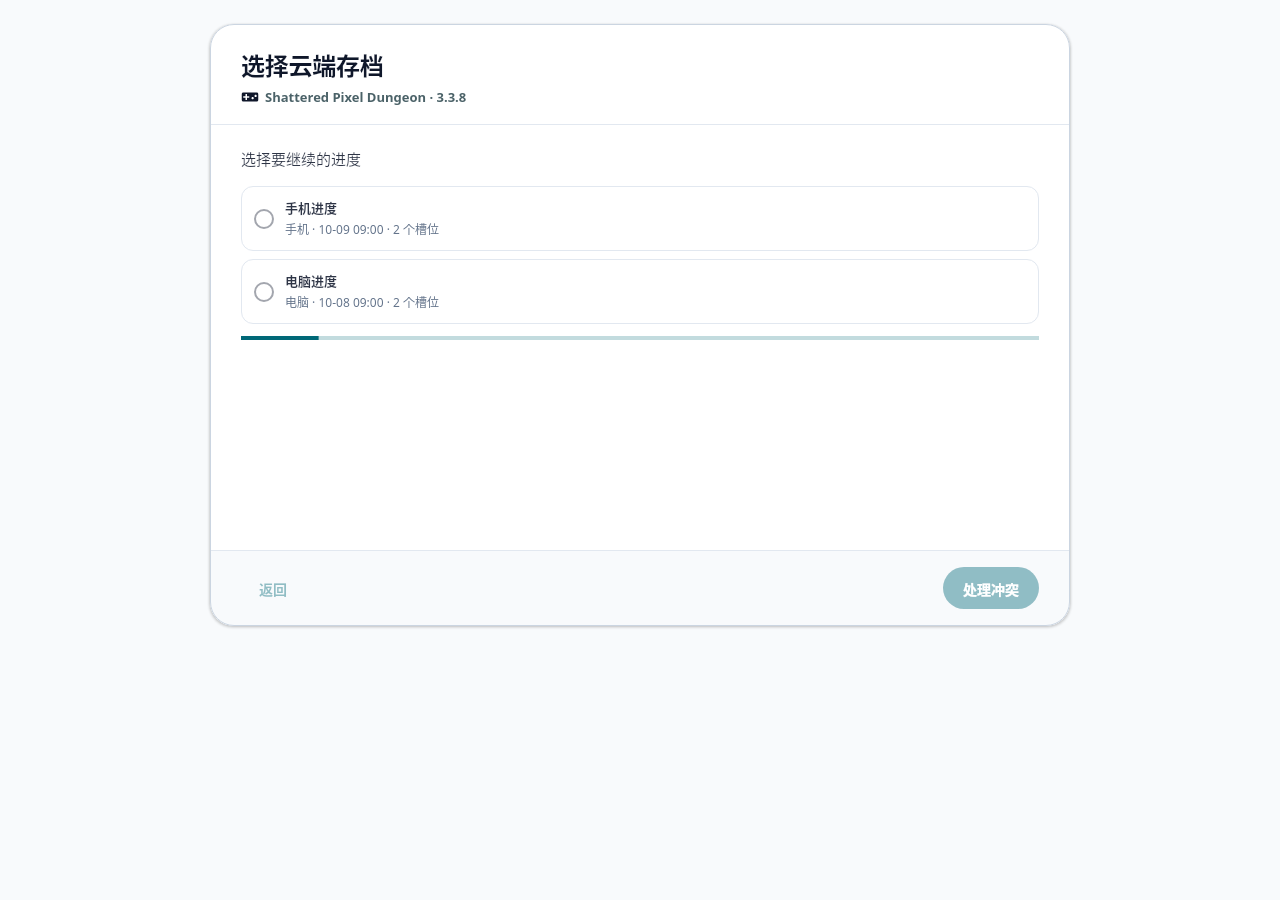 选择云端存档
Shattered Pixel Dungeon · 3.3.8
选择要继续的进度
手机进度
手机 · 10-09 09:00 · 2 个槽位
电脑进度
电脑 · 10-08 09:00 · 2 个槽位
返回
处理冲突